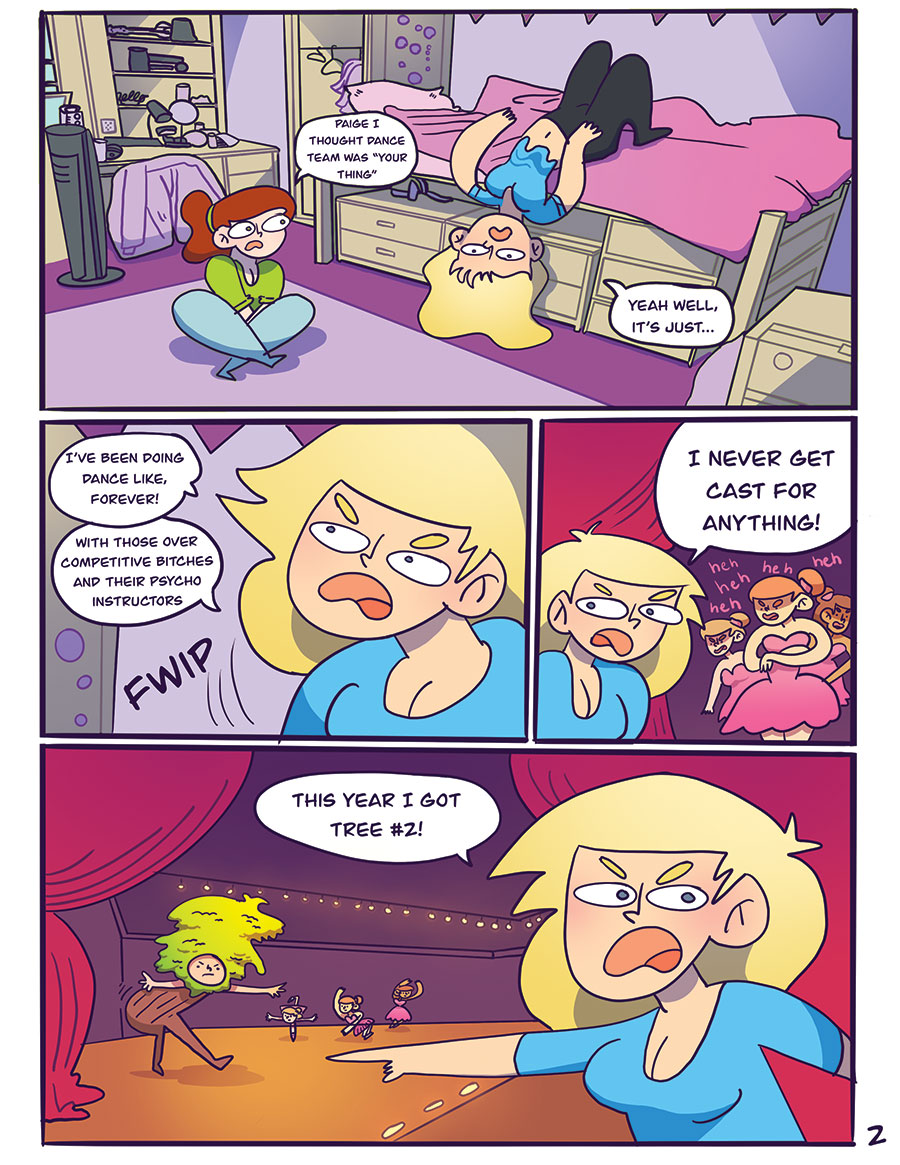 hello
PAIGE I
THOUGHT DANCE
TEAM WAS "YOUR
THING"
YEAH WELL,
IT'S JUST...
I'VE BEEN DOING
DANCE LIKE,
FOREVER!
WITH THOSE OVER
COMPETITIVE BITCHES
AND THEIR PSYCHO
INSTRUCTORS
FWIP
I NEVER GET
CAST FOR
ANYTHING!
heh
heh
heh
heh
heh
THIS YEAR I GOT
TREE #2!
2